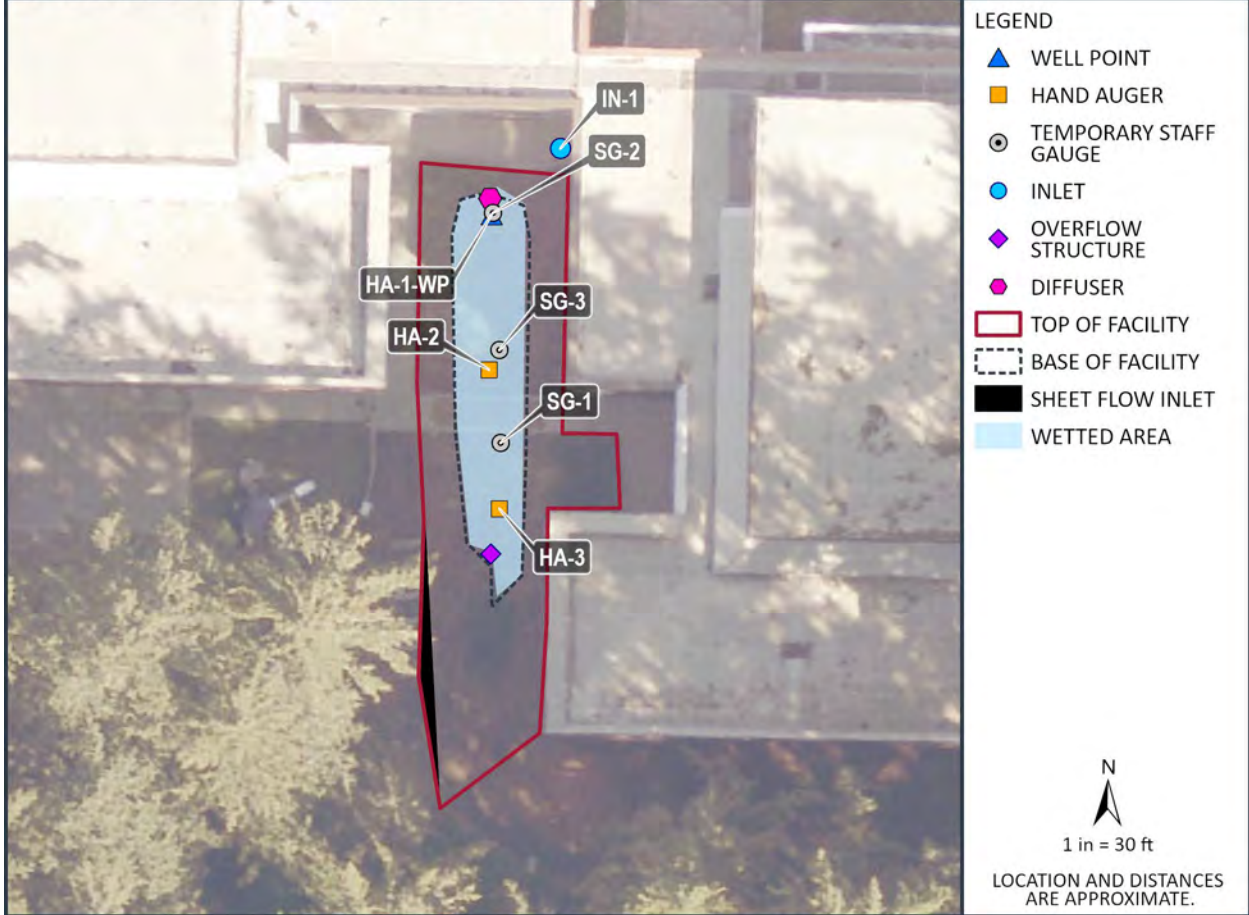 IN-1
SG-2
HA-1-WP
SG-3
HA-2
SG-1
HA-3
LEGEND
WELL POINT
HAND AUGER
TEMPORARY STAFF
GAUGE
INLET
OVERFLOW
STRUCTURE
DIFFUSER
TOP OF FACILITY
BASE OF FACILITY
SHEET FLOW INLET
WETTED AREA
N
1 in = 30 ft
LOCATION AND DISTANCES
ARE APPROXIMATE.